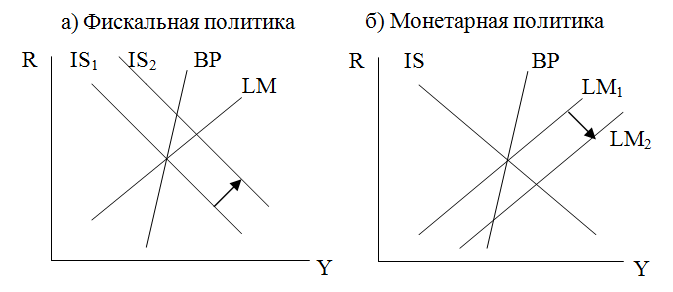 а) Фискальная политика
б) Монетарная политика
R IS₁ IS₂ BP
LM
Y
R IS BP
LM₁
LM₂
Y